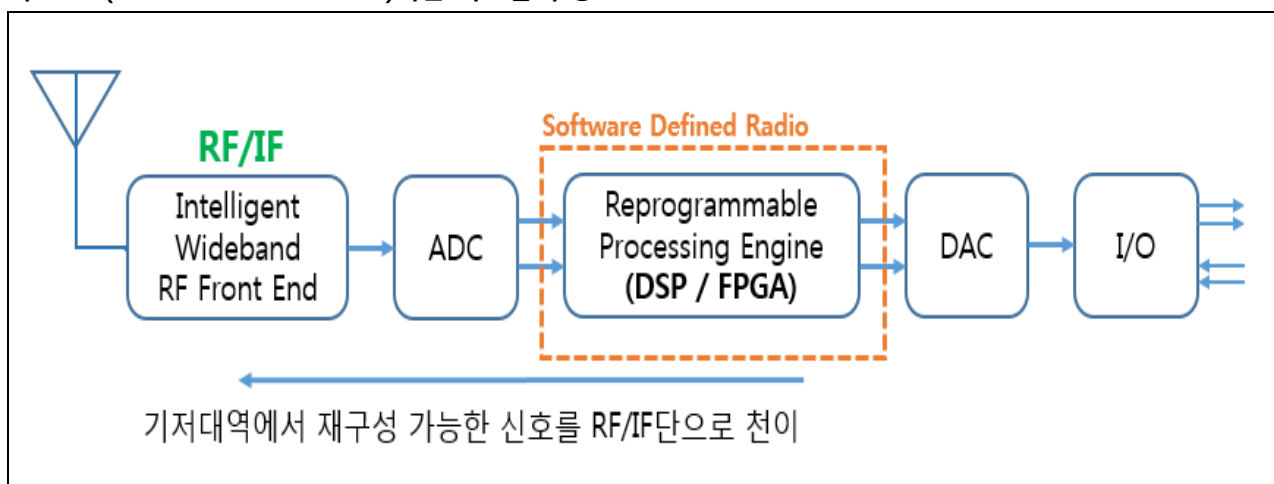 Software Defined Radio
RF/IF
Intelligent
Wideband
RF Front End
ADC
Reprogrammable
Processing Engine
(DSP / FPGA)
DAC
I/O
기저대역에서 재구성 가능한 신호를 RF/IF단으로 천이